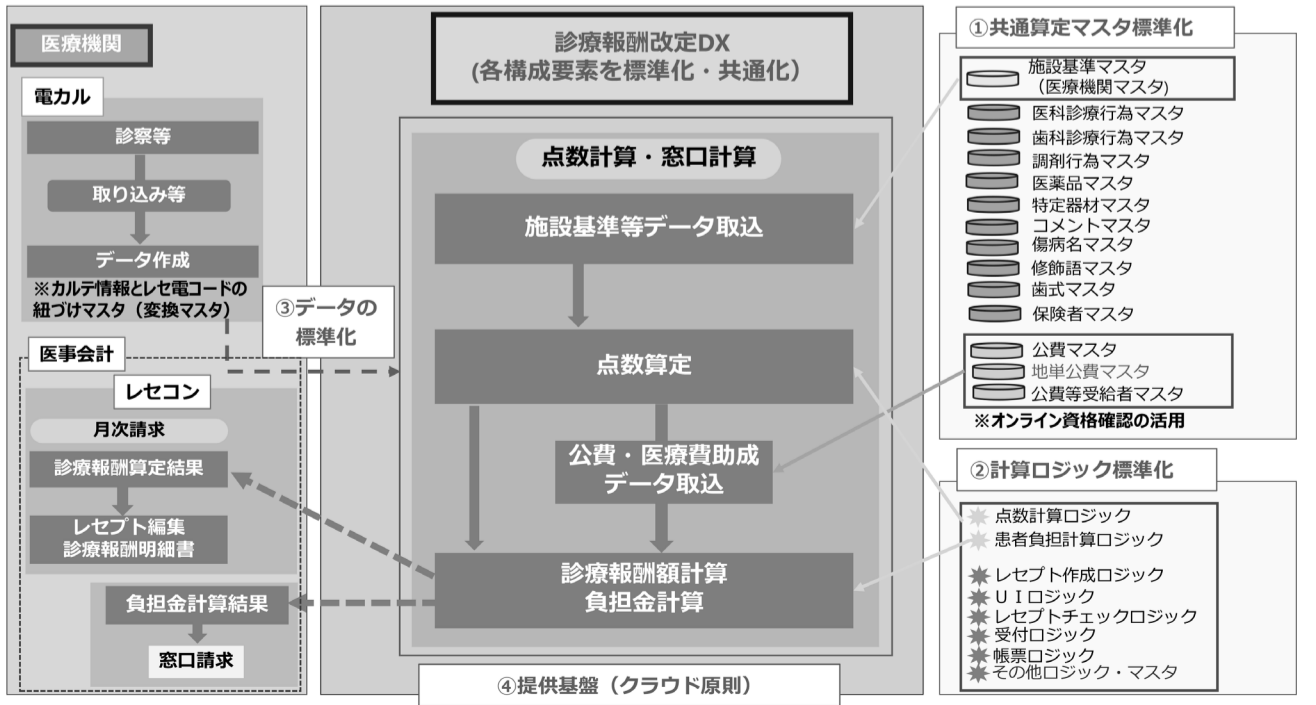 医療機関
電カル
診察等
取り込み等
データ作成
※カルテ情報とレセ電コードの
紐づけマスタ（変換マスタ）
医事会計
レセコン
月次請求
診療報酬算定結果
レセプト編集
診療報酬明細書
負担金計算結果
窓口請求
③データの
標準化
診療報酬改定DX
(各構成要素を標準化・共通化）
点数計算・窓口計算
施設基準等データ取込
点数算定
公費・医療費助成
データ取込
診療報酬額計算
負担金計算
④提供基盤（クラウド原則）
①共通算定マスタ標準化
施設基準マスタ
（医療機関マスタ)
医科診療行為マスタ
歯科診療行為マスタ
調剤行為マスタ
医薬品マスタ
特定器材マスタ
コメントマスタ
傷病名マスタ
修飾語マスタ
歯式マスタ
保険者マスタ
公費マスタ
地単公費マスタ
公費等受給者マスタ
※オンライン資格確認の活用
②計算ロジック標準化
点数計算ロジック
患者負担計算ロジック
レセプト作成ロジック
ＵＩロジック
レセプトチェックロジック
受付ロジック
帳票ロジック
その他ロジック・マスタ